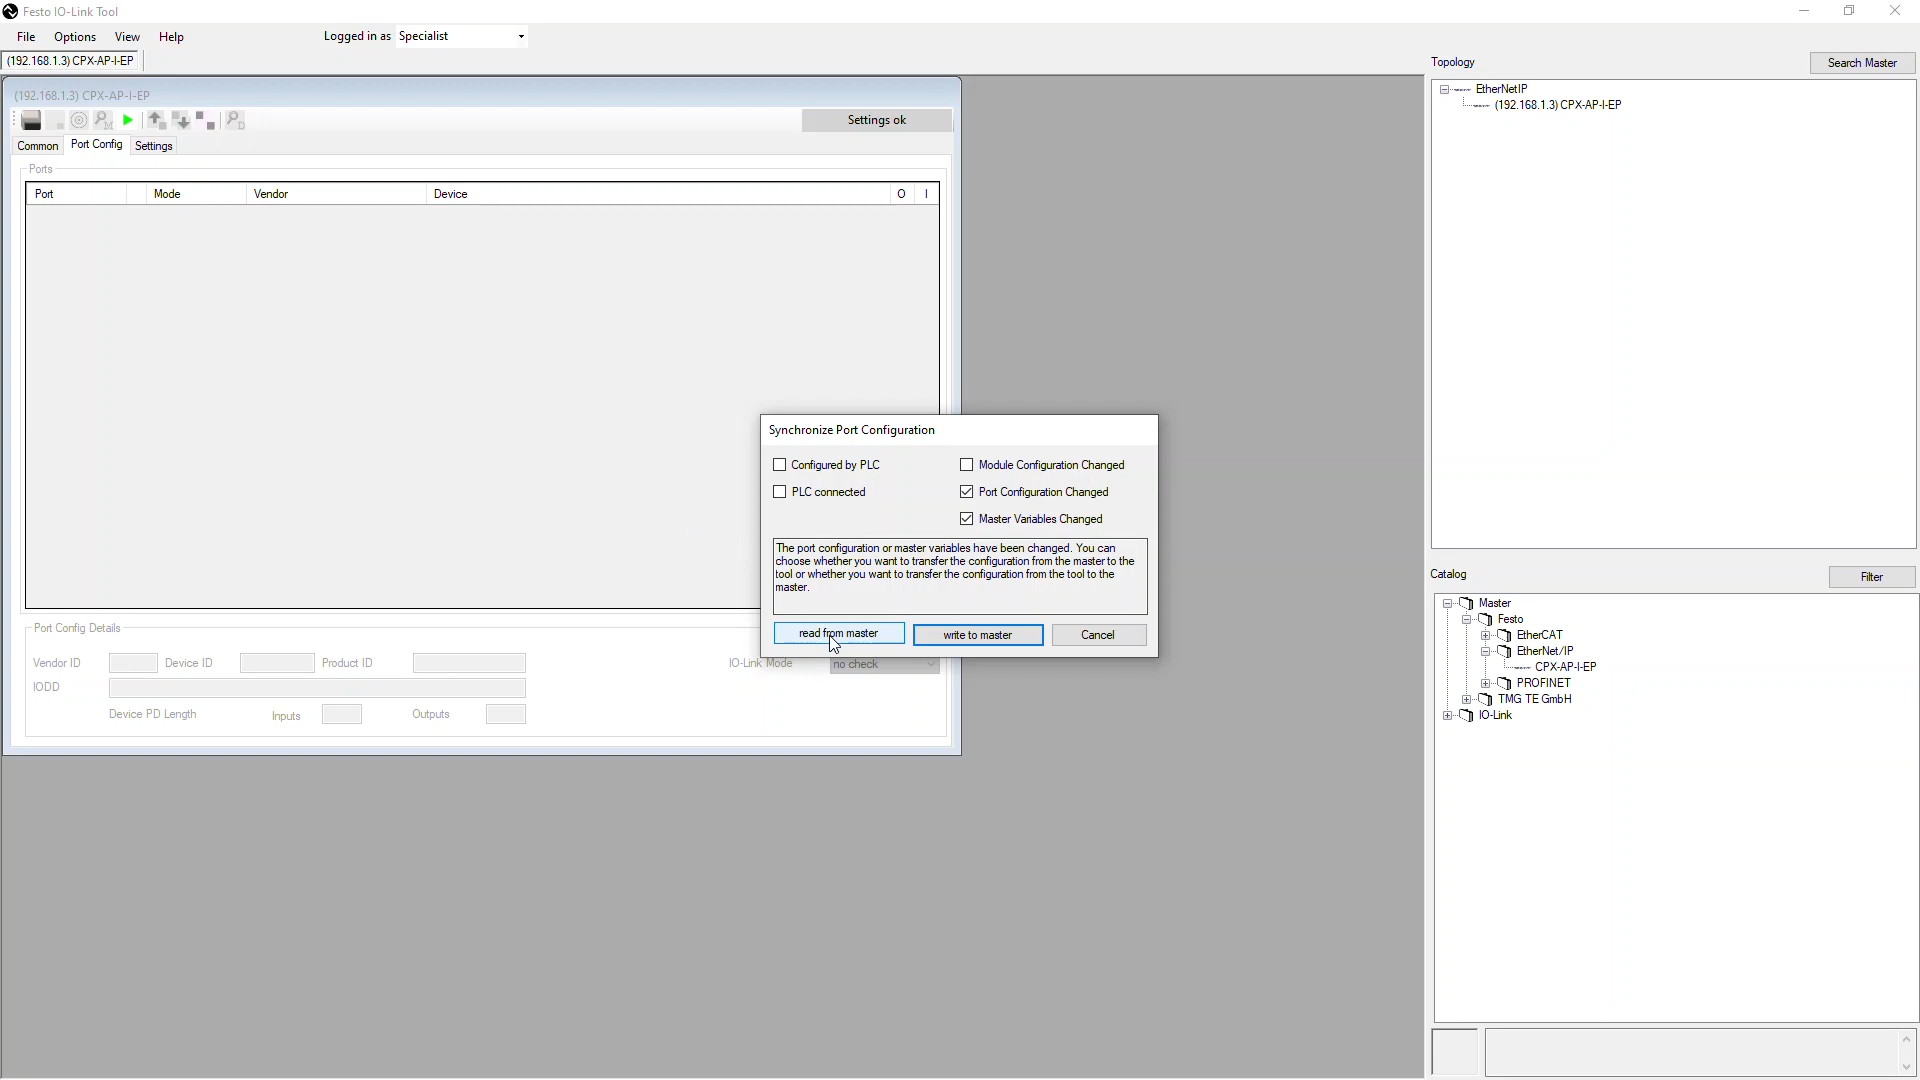 Festo IO-Link Tool
File Options View Help Logged in as Specialist
(192.168.1.3) CPX-AP-I-EP
(192.168.1.3) CPX-AP-I-EP
Settings ok
Common Port Config Settings
Ports
Port Mode Vendor Device O I
Synchronize Port Configuration
Configured by PLC Module Configuration Changed
PLC connected Port Configuration Changed
Master Variables Changed
The port configuration or master variables have been changed. You can
choose whether you want to transfer the configuration from the master to the
tool or whether you want to transfer the configuration from the tool to the
master.
read from master write to master Cancel
Port Config Details
Vendor ID Device ID Product ID IO-Link Mode no check
IODD
Device PD Length Inputs Outputs
Topology Search Master
EtherNetIP
(192.168.1.3) CPX-AP-I-EP
Catalog Filter
Master
Festo
EtherCAT
EtherNet/IP
CPX-AP-I-EP
PROFINET
TMG TE GmbH
IO-Link